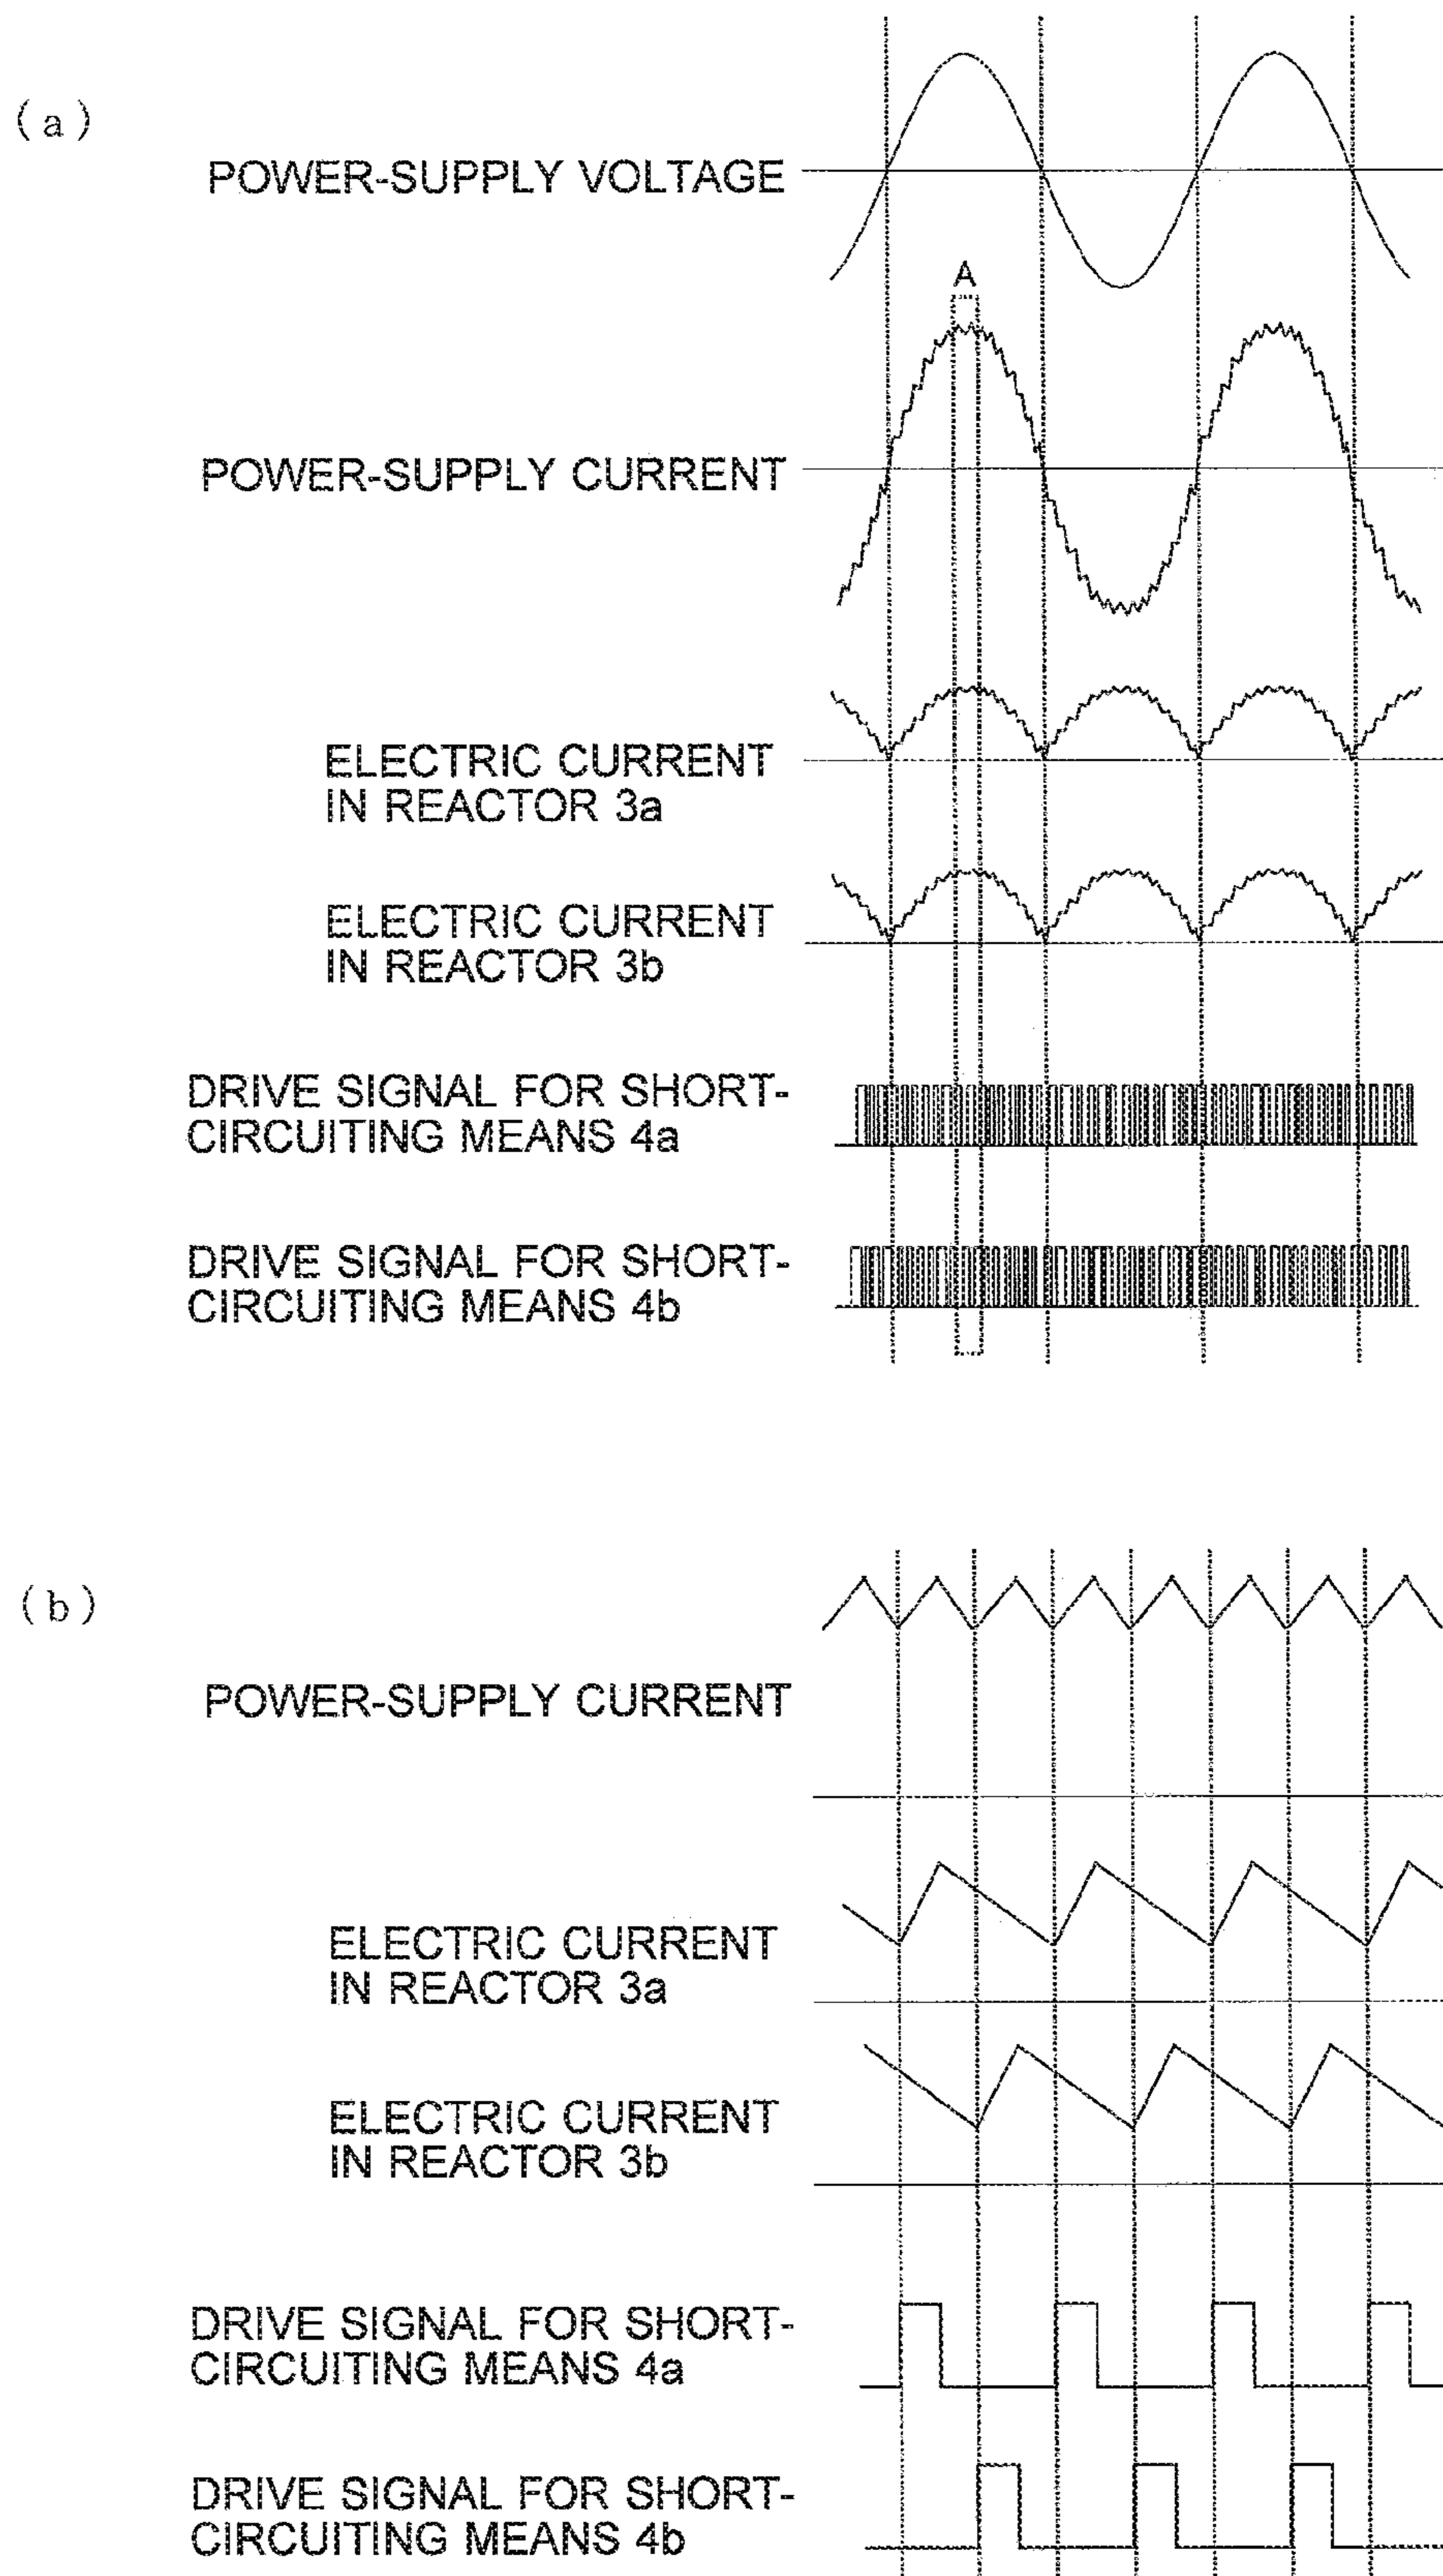 (a)
POWER-SUPPLY VOLTAGE
A
POWER-SUPPLY CURRENT
ELECTRIC CURRENT
IN REACTOR 3a
ELECTRIC CURRENT
IN REACTOR 3b
DRIVE SIGNAL FOR SHORT-
CIRCUITING MEANS 4a
DRIVE SIGNAL FOR SHORT-
CIRCUITING MEANS 4b
(b)
POWER-SUPPLY CURRENT
ELECTRIC CURRENT
IN REACTOR 3a
ELECTRIC CURRENT
IN REACTOR 3b
DRIVE SIGNAL FOR SHORT-
CIRCUITING MEANS 4a
DRIVE SIGNAL FOR SHORT-
CIRCUITING MEANS 4b